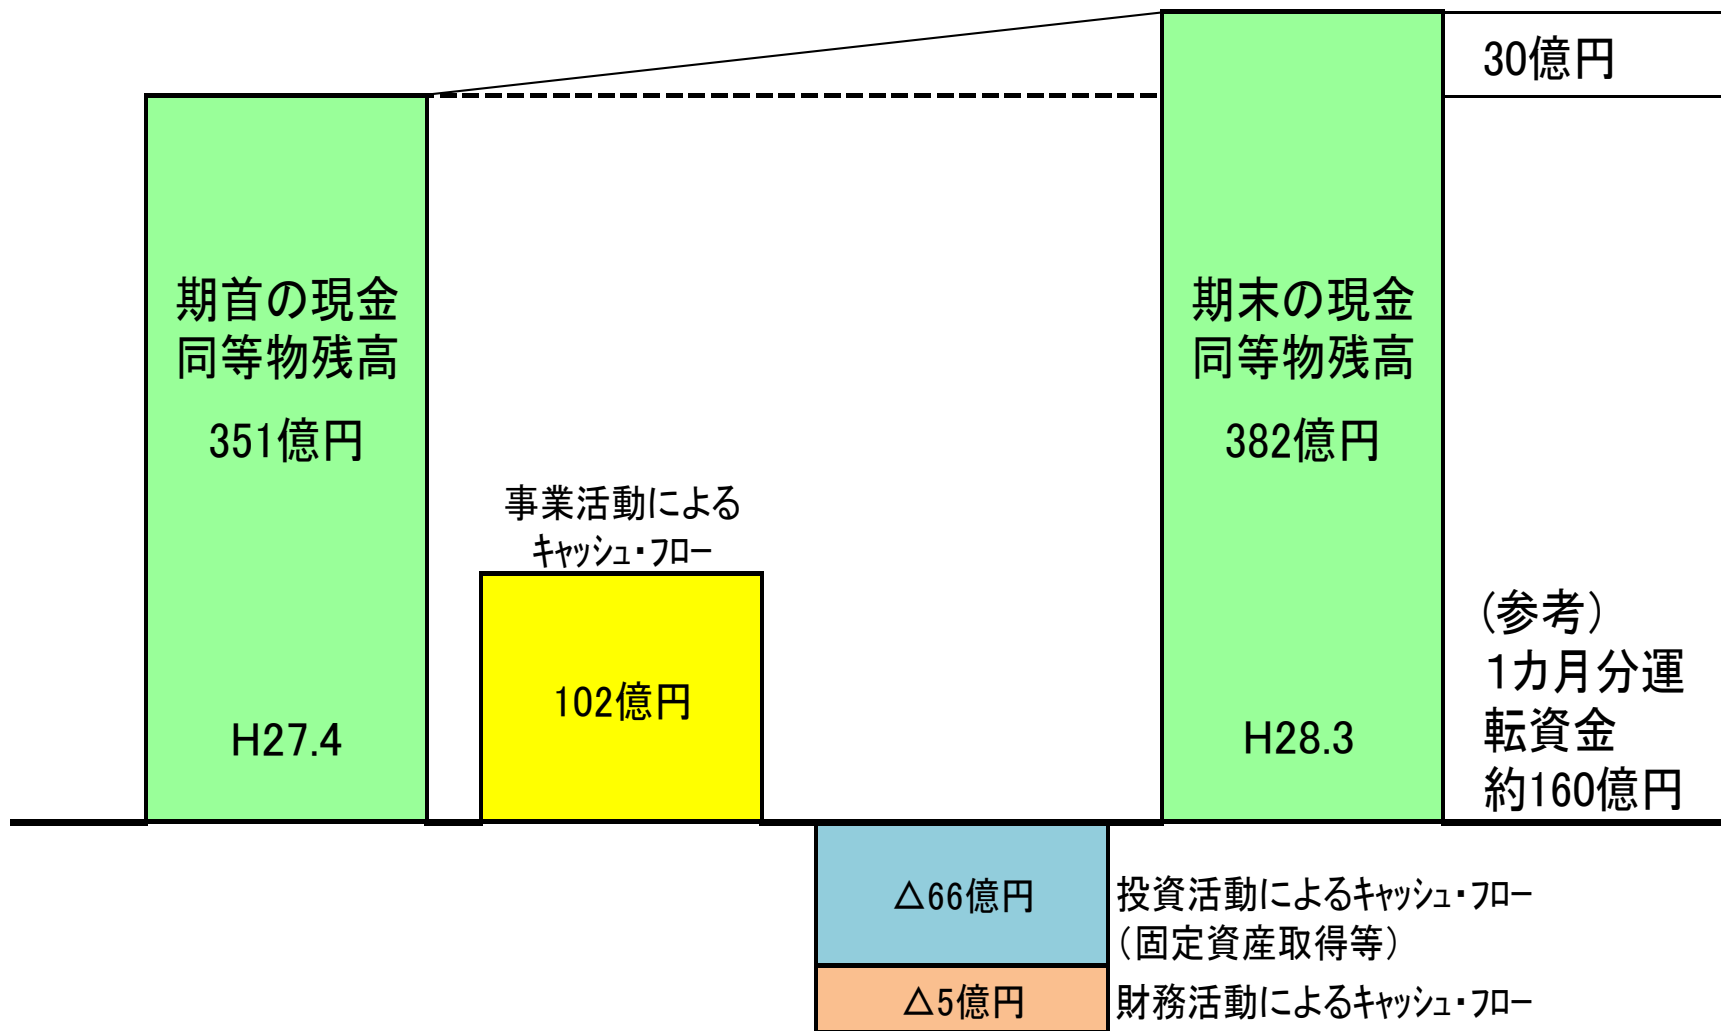 30億円
期首の現金
同等物残高
351億円
H27.4
事業活動による
キャッシュ・フロー
102億円
期末の現金
同等物残高
382億円
H28.3
(参考)
1カ月分運
転資金
約160億円
△66億円
投資活動によるキャッシュ・フロー
(固定資産取得等)
△5億円
財務活動によるキャッシュ・フロー